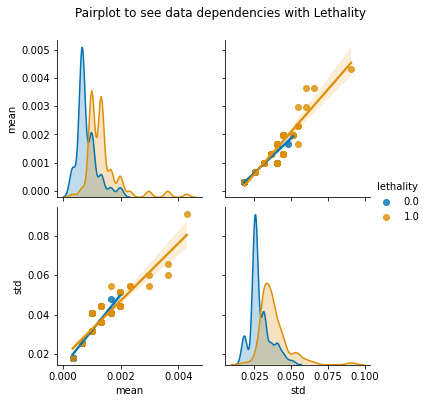 Pairplot to see data dependencies with Lethality
0.005
0.004
0.003
0.002
0.001
0.000
mean
lethality
0.0
1.0
0.08
0.06
0.04
0.02
std
0.000 0.002 0.004
mean
0.025 0.050 0.075 0.100
std